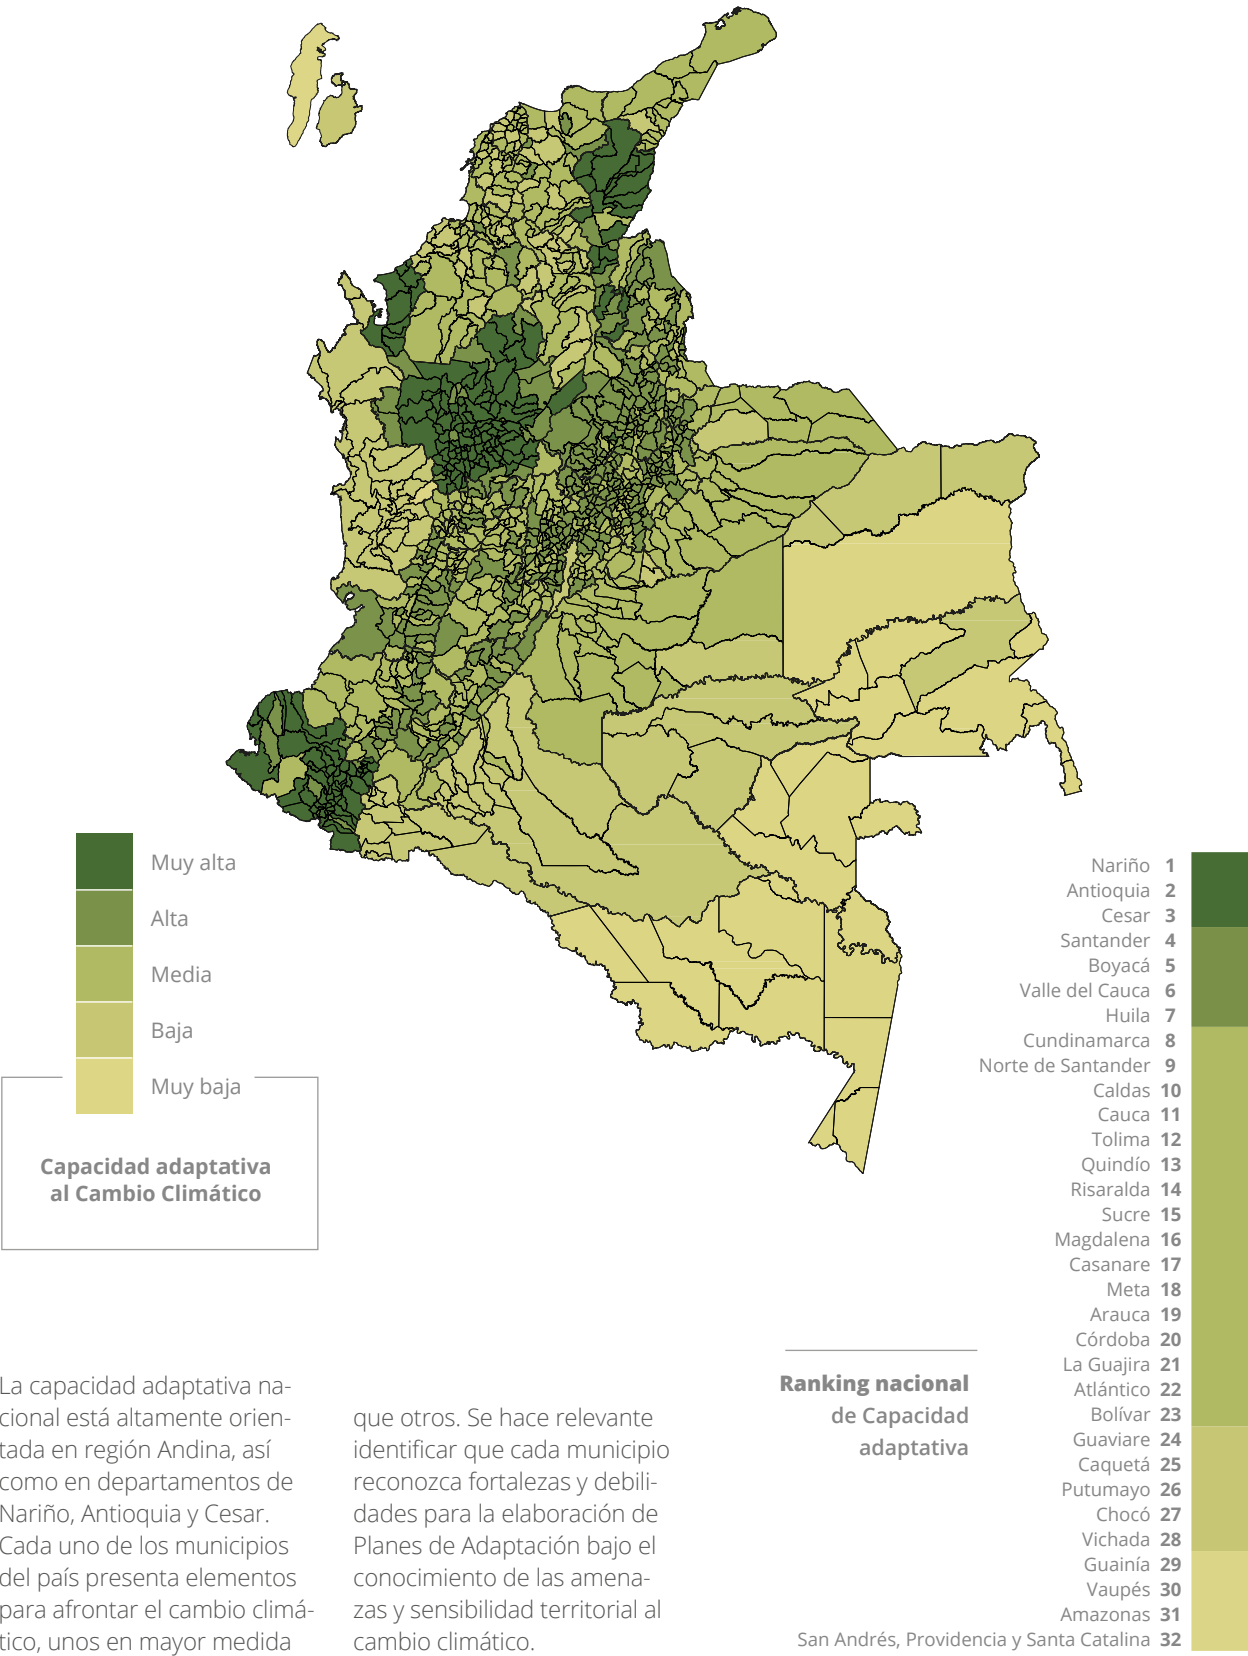 Muy alta
Alta
Media
Baja
Muy baja
Capacidad adaptativa
al Cambio Climático
La capacidad adaptativa na-
cional está altamente orien-
tada en región Andina, así
como en departamentos de
Nariño, Antioquia y Cesar.
Cada uno de los municipios
del país presenta elementos
para afrontar el cambio climá-
tico, unos en mayor medida
que otros. Se hace relevante
identificar que cada municipio
reconozca fortalezas y debili-
dades para la elaboración de
Planes de Adaptación bajo el
conocimiento de las amena-
zas y sensibilidad territorial al
cambio climático.
Ranking nacional
de Capacidad
adaptativa
Nariño 1
Antioquia 2
Cesar 3
Santander 4
Boyacá 5
Valle del Cauca 6
Huila 7
Cundinamarca 8
Norte de Santander 9
Caldas 10
Cauca 11
Tolima 12
Quindío 13
Risaralda 14
Sucre 15
Magdalena 16
Casanare 17
Meta 18
Arauca 19
Córdoba 20
La Guajira 21
Atlántico 22
Bolívar 23
Guaviare 24
Caquetá 25
Putumayo 26
Chocó 27
Vichada 28
Guainía 29
Vaupés 30
Amazonas 31
San Andrés, Providencia y Santa Catalina 32